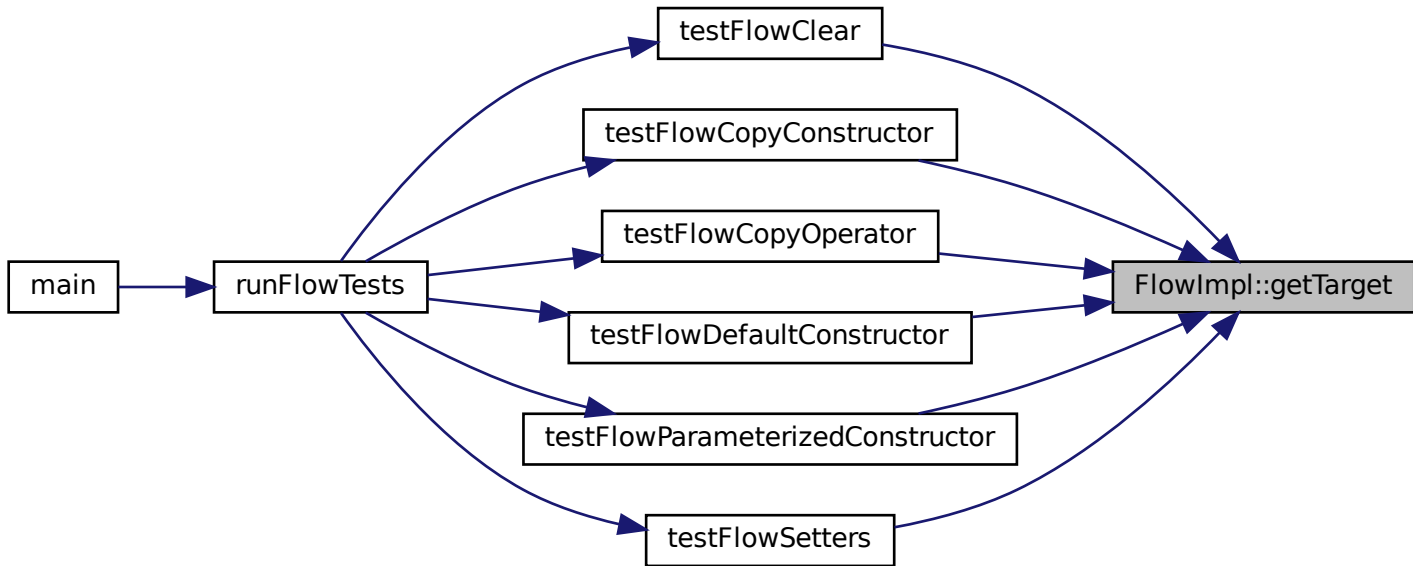 testFlowClear
testFlowCopyConstructor
testFlowCopyOperator
main
runFlowTests
FlowImpl::getTarget
testFlowDefaultConstructor
testFlowParameterizedConstructor
testFlowSetters